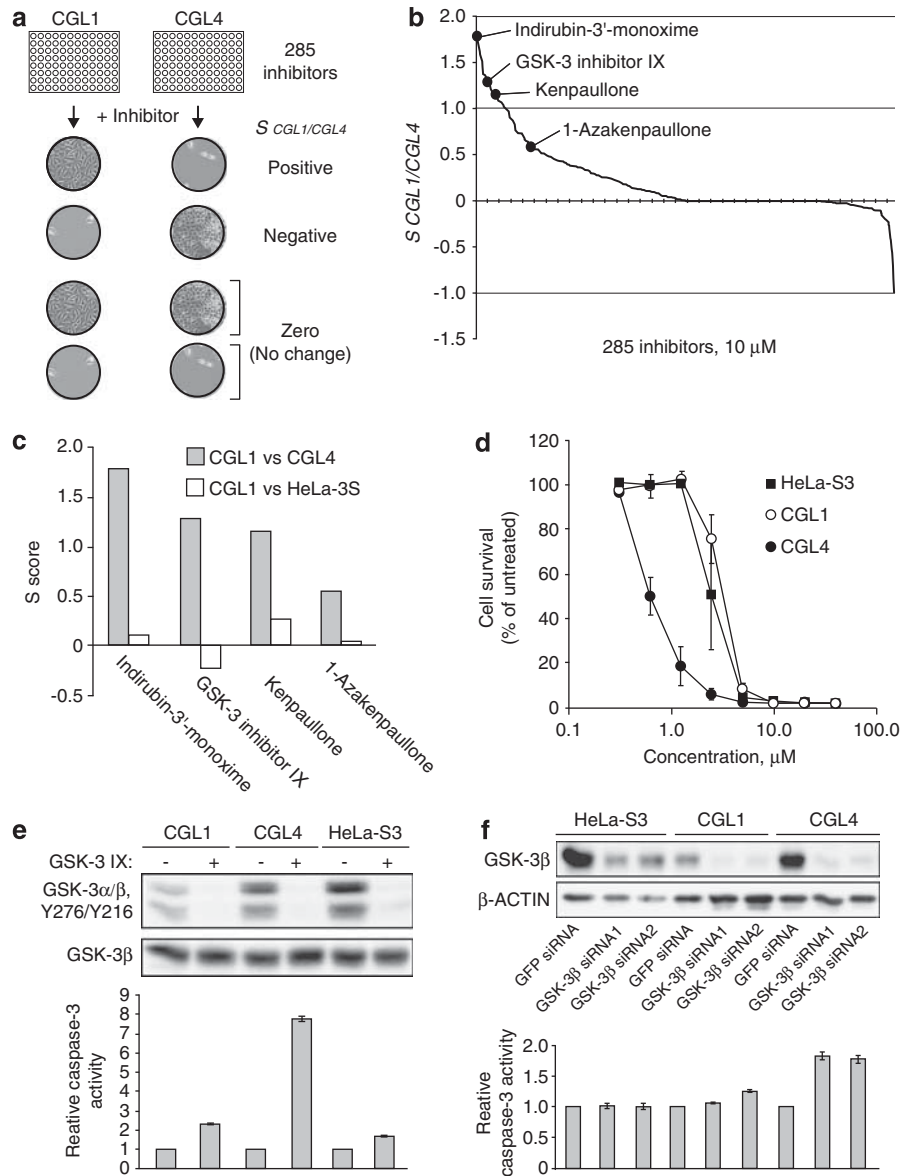 a
CGL1 CGL4
285
inhibitors
+ Inhibitor
S CGL1/CGL4
Positive
Negative
Zero
(No change)
b
S CGL1/CGL4
2.0
1.5
1.0
0.5
0
-0.5
-1.0
-1.5
Indirubin-3'-monoxime
GSK-3 inhibitor IX
Kenpaullone
1-Azakenpaullone
285 inhibitors, 10 μM
c
S score
2.0
1.5
1.0
0.5
0
-0.5
CGL1 vs CGL4
CGL1 vs HeLa-3S
Indirubin-3'-monoxime
GSK-3 inhibitor IX
Kenpaullone
1-Azakenpaullone
d
Cell survival
(% of untreated)
120
100
80
60
40
20
0
HeLa-S3
CGL1
CGL4
0.1 1.0 10.0 100.0
Concentration, μM
e
CGL1 CGL4 HeLa-S3
GSK-3 IX: - + - + - +
GSK-3α/β,
Y276/Y216
GSK-3β
Relative caspase-3
activity
9
8
7
6
5
4
3
2
1
0
f
HeLa-S3 CGL1 CGL4
GSK-3β
β-ACTIN
GFP siRNA
GSK-3β siRNA1
GSK-3β siRNA2
GFP siRNA
GSK-3β siRNA1
GSK-3β siRNA2
GFP siRNA
GSK-3β siRNA1
GSK-3β siRNA2
Reative
caspase-3 activity
2.0
1.5
1.0
0.5
0